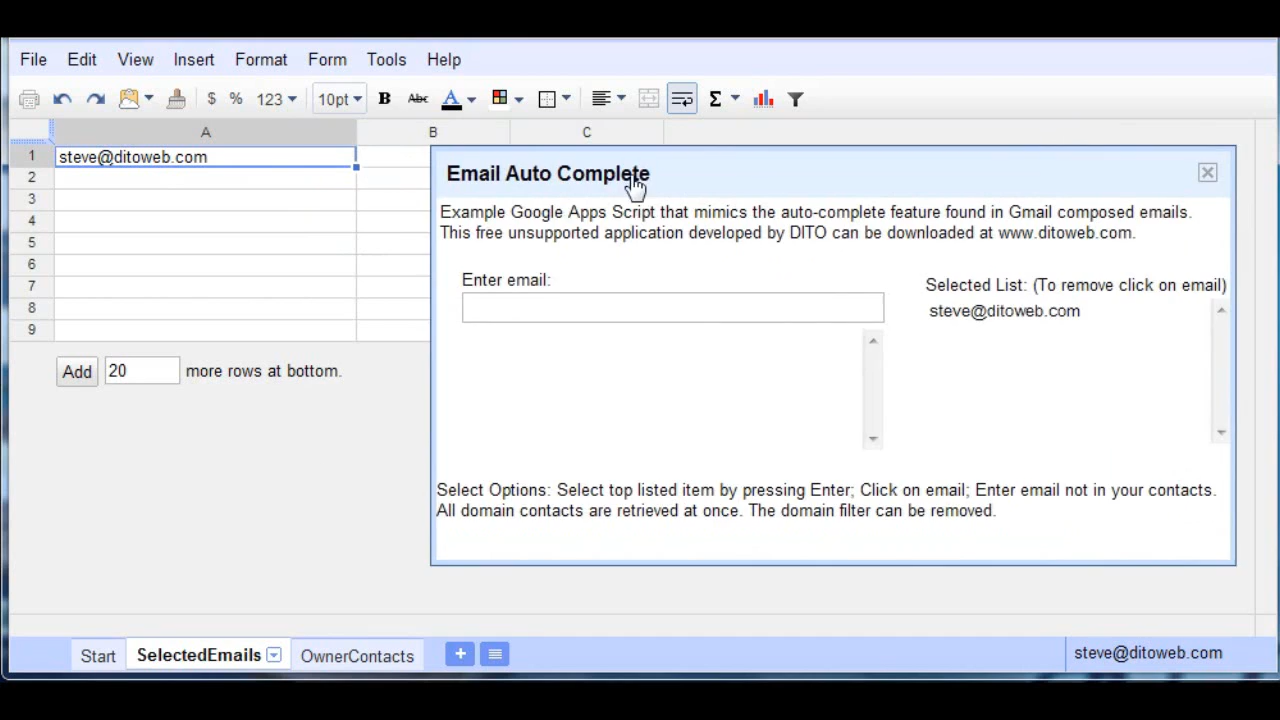 File Edit View Insert Format Form Tools Help
$ % 123 10pt B Abc A Σ
A B C
1 steve@ditoweb.com
2
3
4
5
6
7
8
9
Add 20 more rows at bottom.
Email Auto Complete
Example Google Apps Script that mimics the auto-complete feature found in Gmail composed emails.
This free unsupported application developed by DITO can be downloaded at www.ditoweb.com.
Enter email:
Selected List: (To remove click on email)
steve@ditoweb.com
Select Options: Select top listed item by pressing Enter; Click on email; Enter email not in your contacts.
All domain contacts are retrieved at once. The domain filter can be removed.
Start SelectedEmails OwnerContacts
steve@ditoweb.com